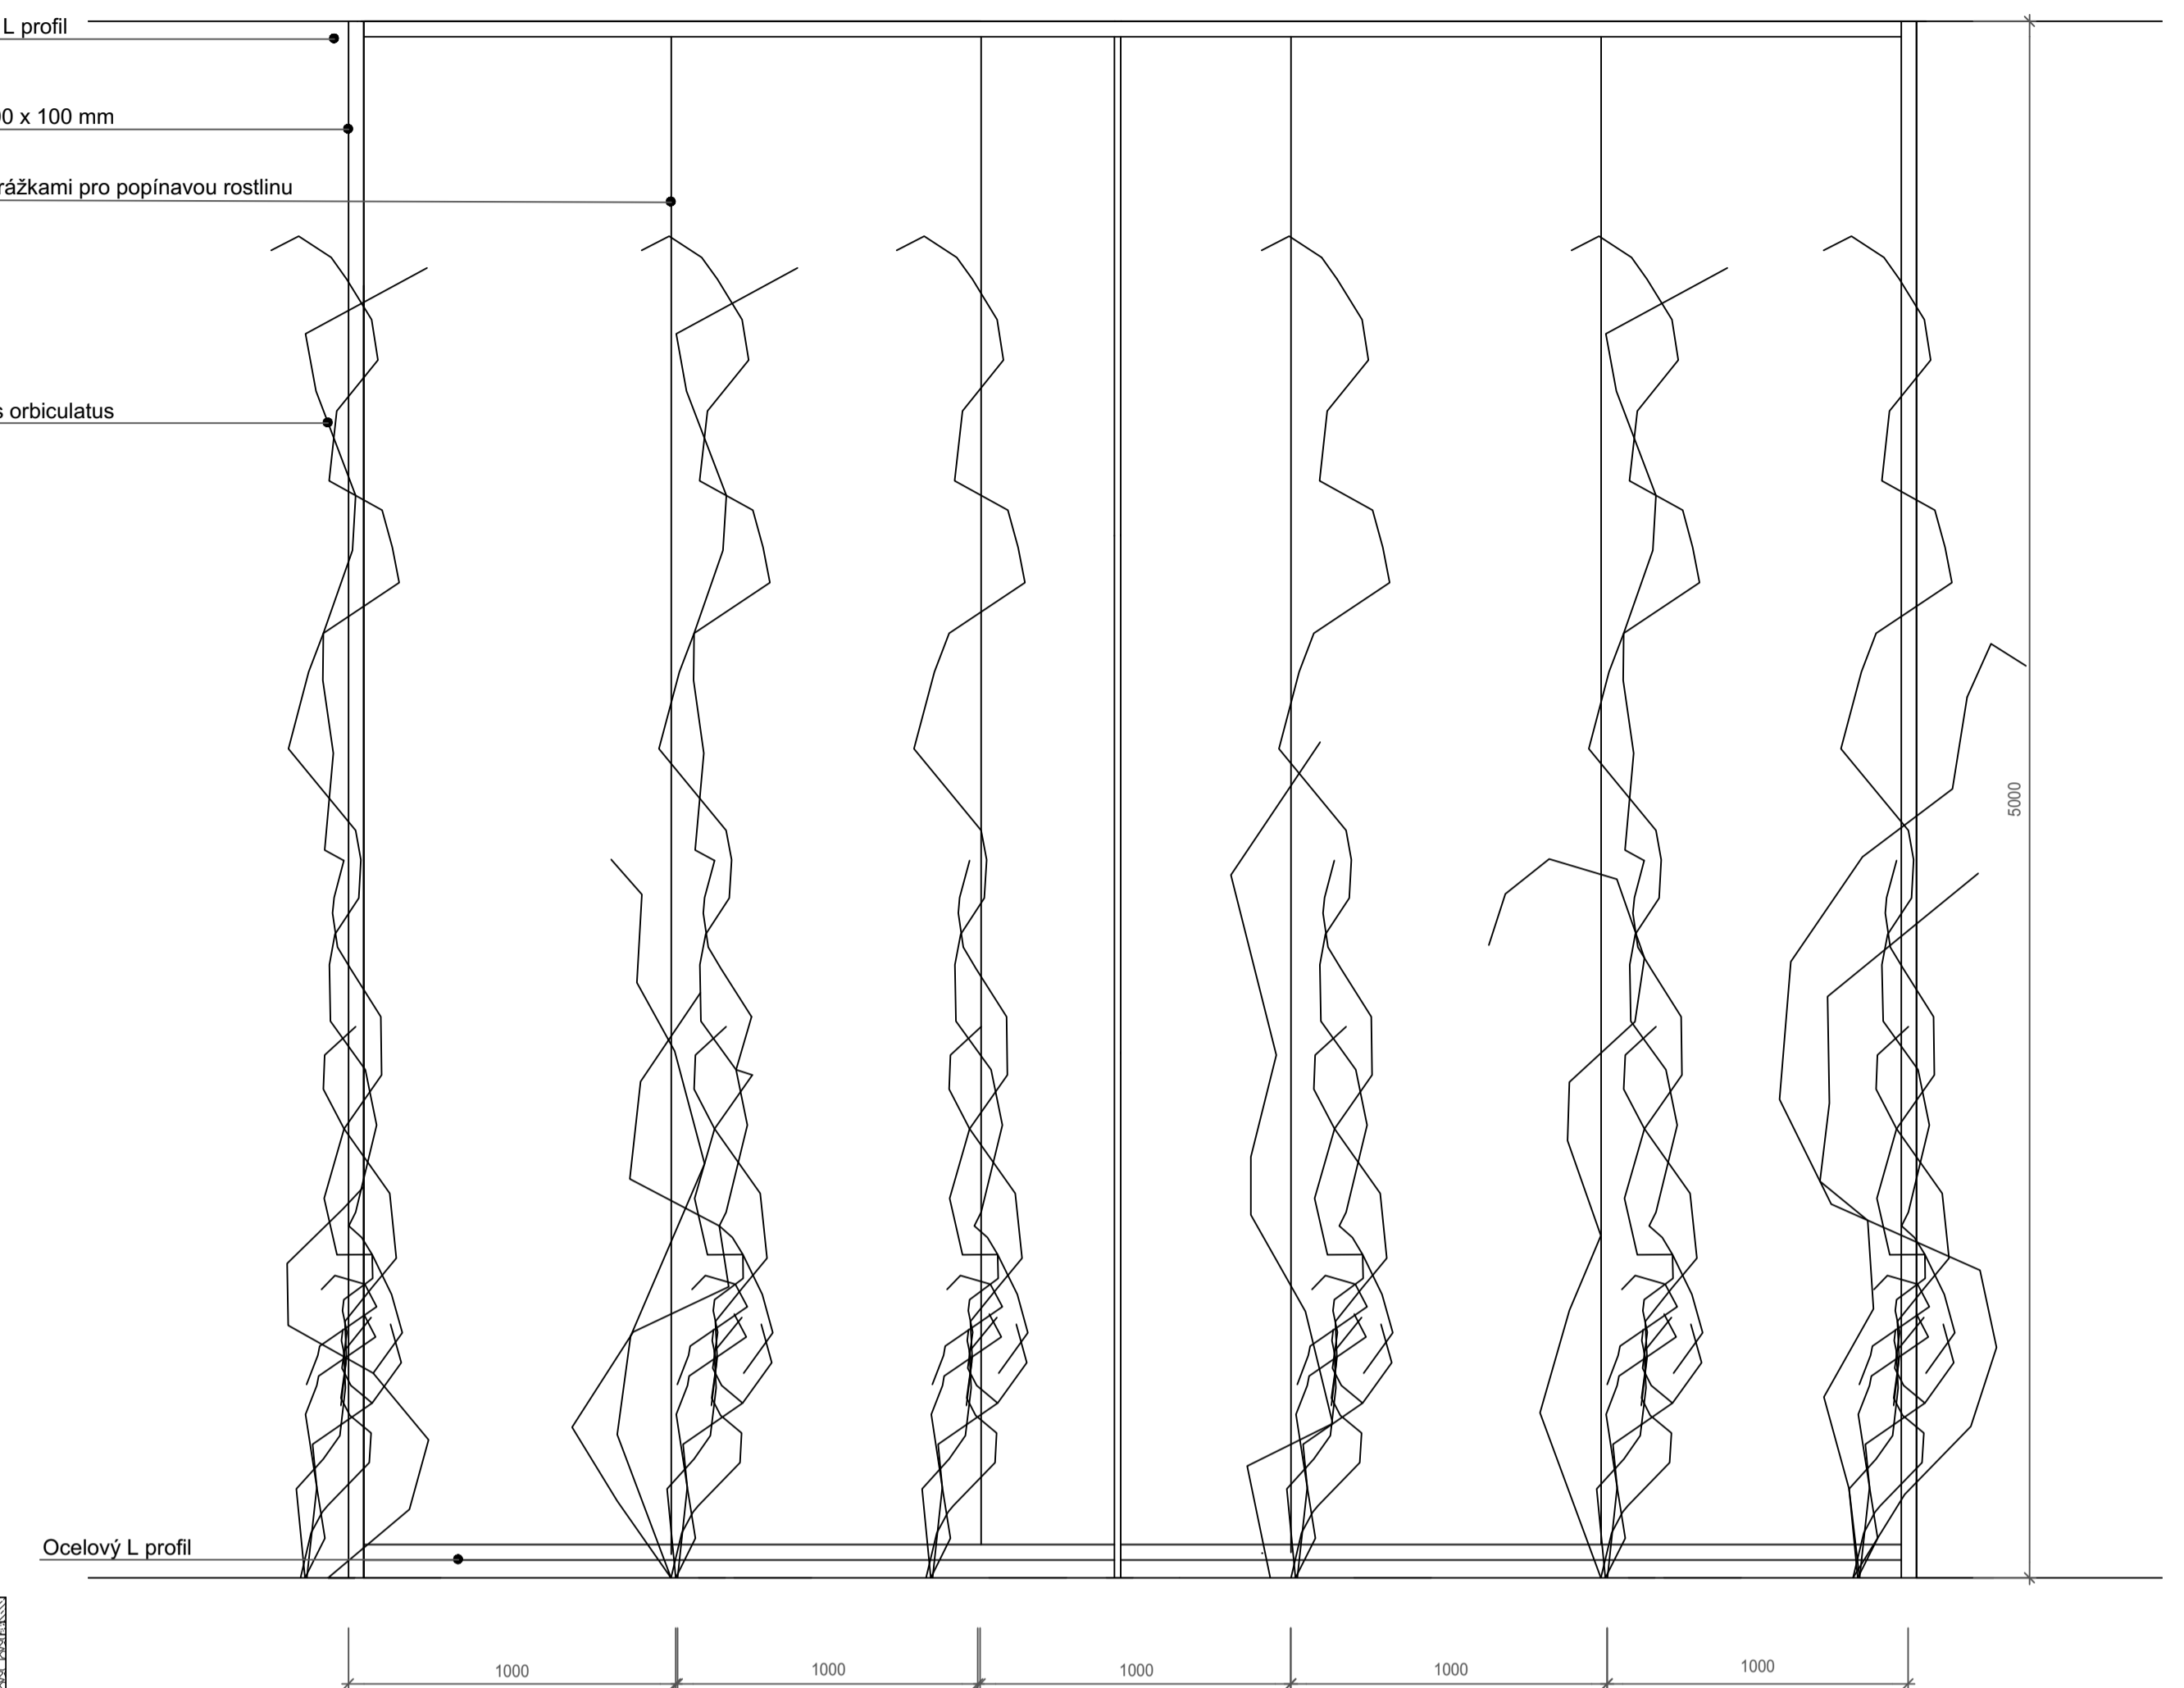 L profil
0 x 100 mm
rážkami pro popínavou rostlinu
s orbiculatus
5000
Ocelový L profil
1000 1000 1000 1000 1000